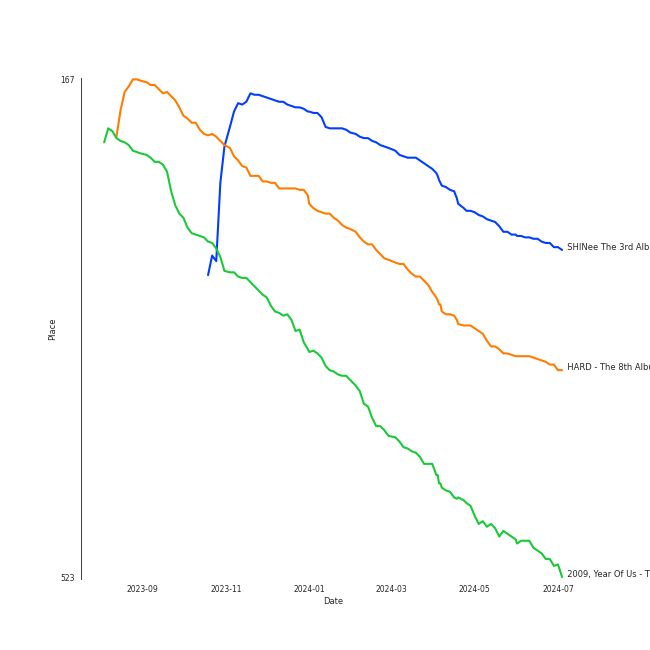 167
SHINee The 3rd Alb
Place
HARD - The 8th Albu
523
2009, Year Of Us - T
2023-09
2023-11
2024-01
2024-03
2024-05
2024-07
Date